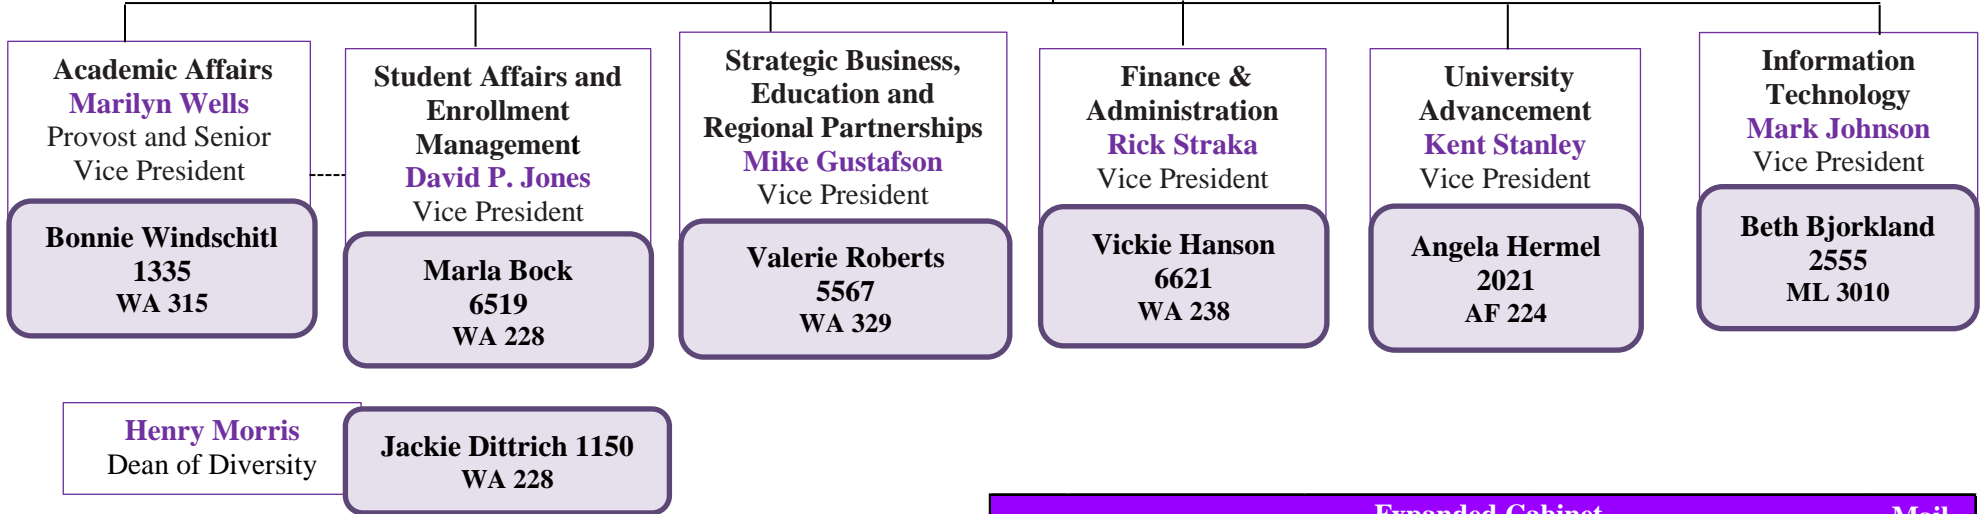 Academic Affairs
Marilyn Wells
Provost and Senior
Vice President
Bonnie Windschitl
1335
WA 315
Student Affairs and
Enrollment
Management
David P. Jones
Vice President
Marla Bock
6519
WA 228
Strategic Business,
Education and
Regional Partnerships
Mike Gustafson
Vice President
Valerie Roberts
5567
WA 329
Finance &
Administration
Rick Straka
Vice President
Vickie Hanson
6621
WA 238
University
Advancement
Kent Stanley
Vice President
Angela Hermel
2021
AF 224
Information
Technology
Mark Johnson
Vice President
Beth Bjorkland
2555
ML 3010
Henry Morris
Dean of Diversity
Jackie Dittrich 1150
WA 228
Expanded Cabinet Mail